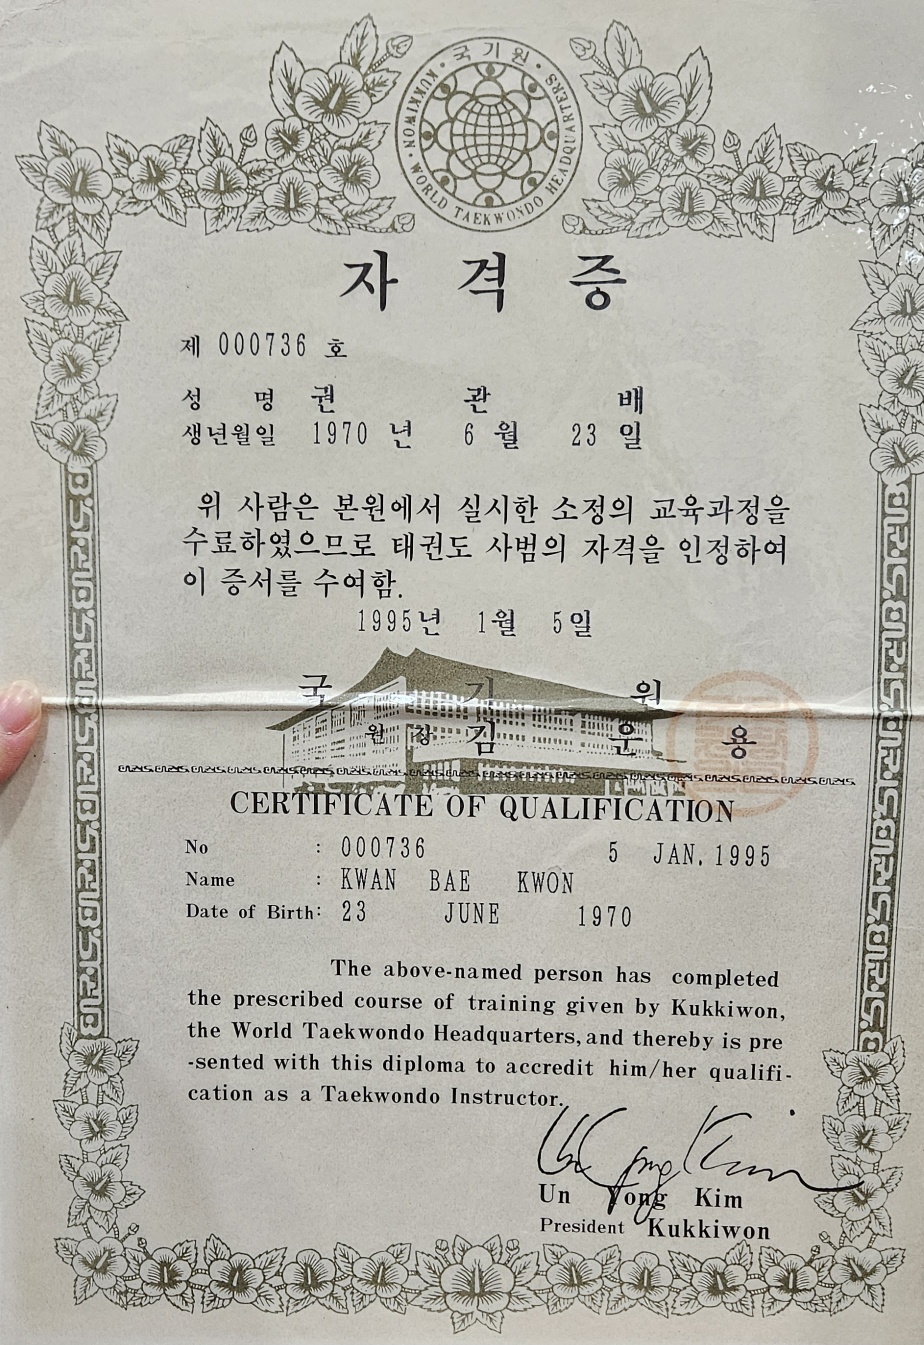 국기원
KUKKIWON · WORLD TAEKWONDO HEADQUARTERS
자 격 증
제 000736 호
성 명 권 관 배
생년월일 1970 년 6 월 23 일
위 사람은 본원에서 실시한 소정의 교육과정을
수료하였으므로 태권도 사범의 자격을 인정하여
이 증서를 수여함.
1995년 1월 5일
국 기 원
원 장 김 운 용
CERTIFICATE OF QUALIFICATION
No : 000736 5 JAN. 1995
Name : KWAN BAE KWON
Date of Birth: 23 JUNE 1970
The above-named person has completed
the prescribed course of training given by Kukkiwon,
the World Taekwondo Headquarters, and thereby is pre
-sented with this diploma to accredit him/her qualifi-
cation as a Taekwondo Instructor.
Un Yong Kim
Un Yong Kim
President Kukkiwon